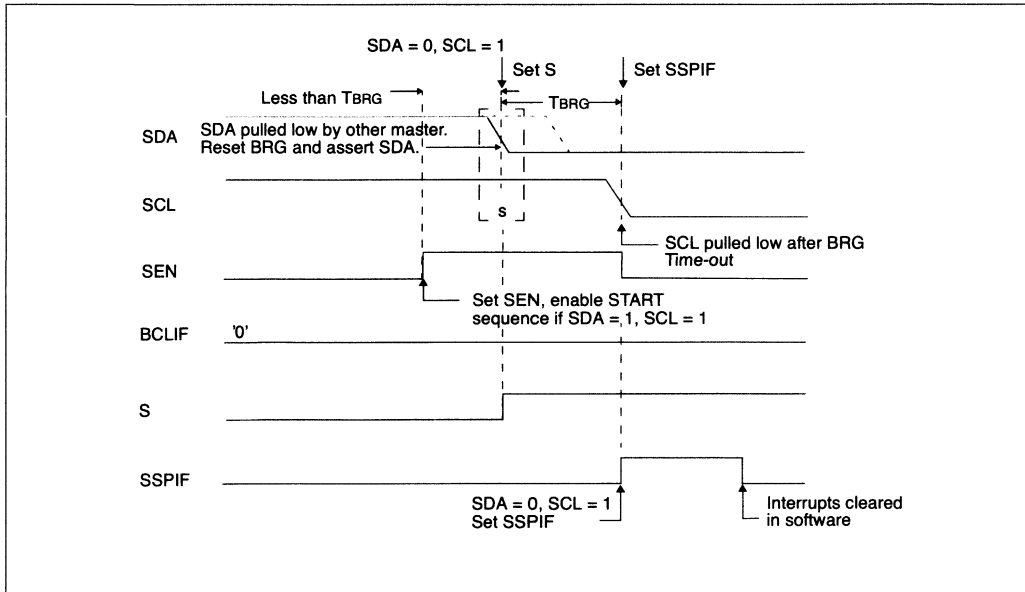 SDA = 0, SCL = 1
Set S
Set SSPIF
Less than TBRG
TBRG
SDA
SDA pulled low by other master.
Reset BRG and assert SDA.
SCL
S
SCL pulled low after BRG
Time-out
SEN
Set SEN, enable START
sequence if SDA = 1, SCL = 1
BCLIF
'0'
S
SSPIF
SDA = 0, SCL = 1
Set SSPIF
Interrupts cleared
in software